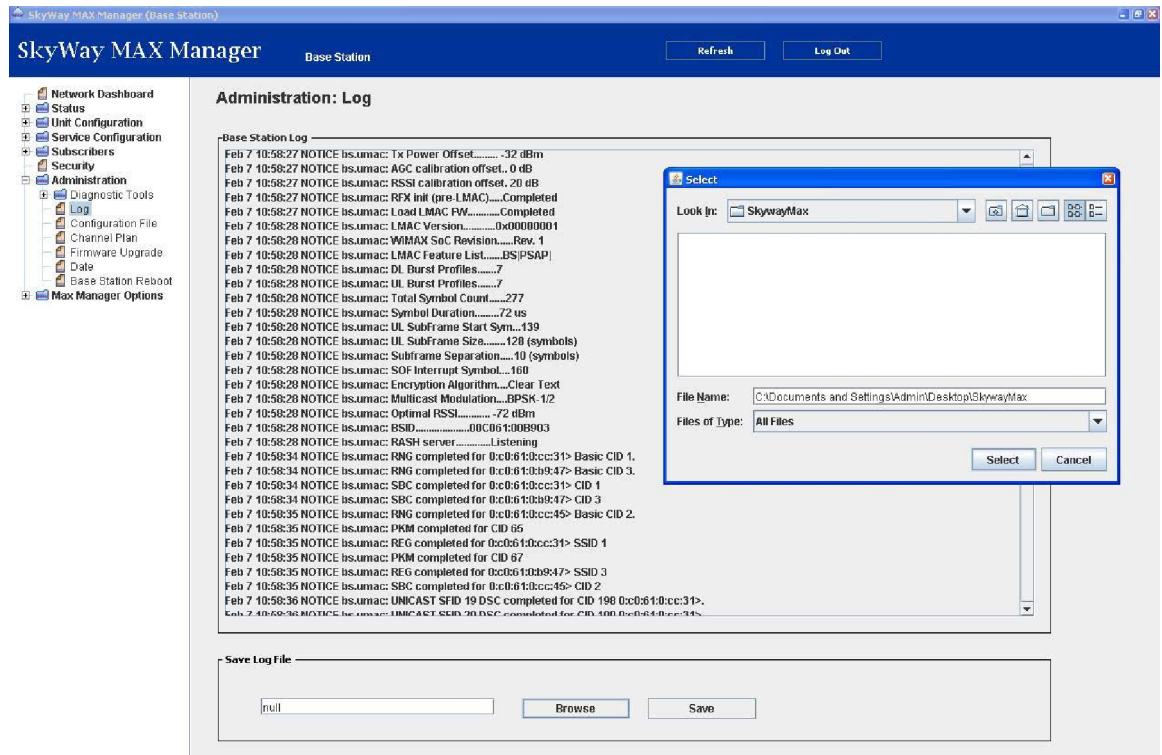 SkyWay MAX Manager (Base Station)
SkyWay MAX Manager
Base Station
Refresh
Log Out
Network Dashboard
Status
Unit Configuration
Service Configuration
Subscribers
Security
Administration
Diagnostic Tools
Log
Configuration File
Channel Plan
Firmware Upgrade
Date
Base Station Reboot
Max Manager Options
Administration: Log
Base Station Log
Feb 7 10:58:27 NOTICE bs.umac: Tx Power Offset......... -32 dBm
Feb 7 10:58:27 NOTICE bs.umac: AGC calibration offset.. 0 dB
Feb 7 10:58:27 NOTICE bs.umac: RSSI calibration offset. 20 dB
Feb 7 10:58:27 NOTICE bs.umac: RFX init (pre-LMAC).....Completed
Feb 7 10:58:27 NOTICE bs.umac: Load LMAC FW............Completed
Feb 7 10:58:28 NOTICE bs.umac: LMAC Version............0x00000001
Feb 7 10:58:28 NOTICE bs.umac: WiMAX SoC Revision......Rev. 1
Feb 7 10:58:28 NOTICE bs.umac: LMAC Feature List.......BS|PSAP|
Feb 7 10:58:28 NOTICE bs.umac: DL Burst Profiles.......7
Feb 7 10:58:28 NOTICE bs.umac: UL Burst Profiles.......7
Feb 7 10:58:28 NOTICE bs.umac: Total Symbol Count......277
Feb 7 10:58:28 NOTICE bs.umac: Symbol Duration.........72 us
Feb 7 10:58:28 NOTICE bs.umac: UL SubFrame Start Sym...139
Feb 7 10:58:28 NOTICE bs.umac: UL SubFrame Size........128 (symbols)
Feb 7 10:58:28 NOTICE bs.umac: Subframe Separation.....10 (symbols)
Feb 7 10:58:28 NOTICE bs.umac: SOF Interrupt Symbol....160
Feb 7 10:58:28 NOTICE bs.umac: Encryption Algorithm....Clear Text
Feb 7 10:58:28 NOTICE bs.umac: Multicast Modulation....BPSK-1/2
Feb 7 10:58:28 NOTICE bs.umac: Optimal RSSI............ -72 dBm
Feb 7 10:58:28 NOTICE bs.umac: BSID....................00C061:00B903
Feb 7 10:58:28 NOTICE bs.umac: RASH server.............Listening
Feb 7 10:58:34 NOTICE bs.umac: RNG completed for 0:c0:61:0:cc:31> Basic CID 1.
Feb 7 10:58:34 NOTICE bs.umac: RNG completed for 0:c0:61:0:b9:47> Basic CID 3.
Feb 7 10:58:34 NOTICE bs.umac: SBC completed for 0:c0:61:0:cc:31> CID 1
Feb 7 10:58:34 NOTICE bs.umac: SBC completed for 0:c0:61:0:b9:47> CID 3
Feb 7 10:58:35 NOTICE bs.umac: RNG completed for 0:c0:61:0:cc:45> Basic CID 2.
Feb 7 10:58:35 NOTICE bs.umac: PKM completed for CID 65
Feb 7 10:58:35 NOTICE bs.umac: REG completed for 0:c0:61:0:cc:31> SSID 1
Feb 7 10:58:35 NOTICE bs.umac: PKM completed for CID 67
Feb 7 10:58:35 NOTICE bs.umac: REG completed for 0:c0:61:0:b9:47> SSID 3
Feb 7 10:58:35 NOTICE bs.umac: SBC completed for 0:c0:61:0:cc:45> CID 2
Feb 7 10:58:36 NOTICE bs.umac: UNICAST SFID 19 DSC completed for CID 198 0:c0:61:0:cc:31>.
Feb 7 10:58:36 NOTICE bs.umac: UNICAST SFID 20 DSC completed for CID 199 0:c0:61:0:cc:31>.
Select
Look In:
SkywayMax
File Name:
C:\Documents and Settings\Admin\Desktop\SkywayMax
Files of Type:
All Files
Select
Cancel
Save Log File
null
Browse
Save